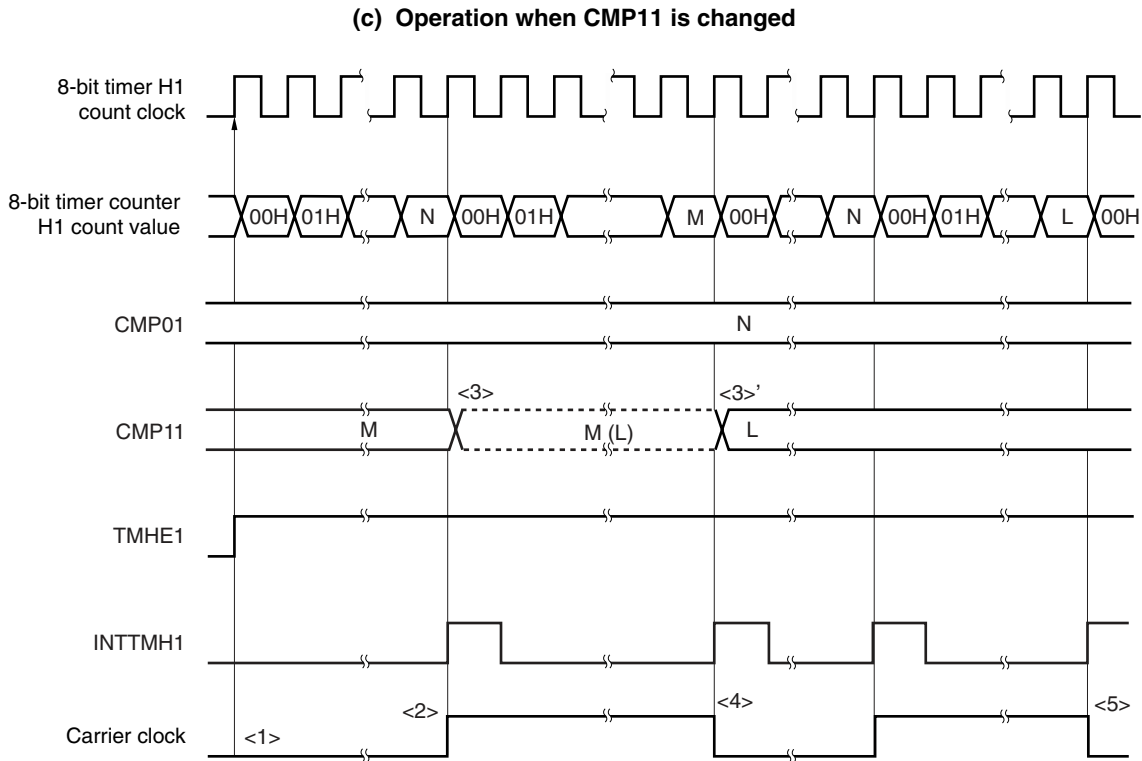 (c) Operation when CMP11 is changed
8-bit timer H1
count clock
8-bit timer counter
H1 count value
00H 01H N 00H 01H M 00H N 00H 01H L 00H
CMP01
N
<3> <3>’
CMP11
M M (L) L
TMHE1
INTTMH1
<2> <4> <5>
Carrier clock
<1>